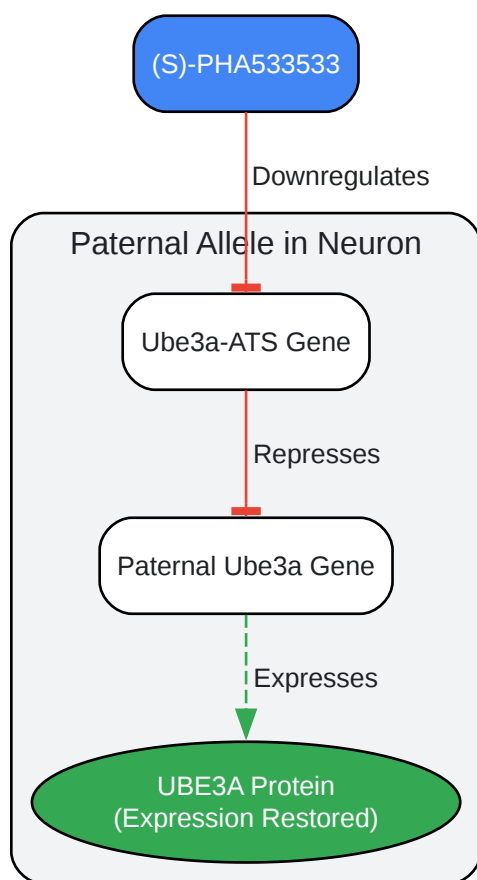 (S)-PHA533533
Downregulates
Paternal Allele in Neuron
Ube3a-ATS Gene
Represses
Paternal Ube3a Gene
Expresses
UBE3A Protein
(Expression Restored)